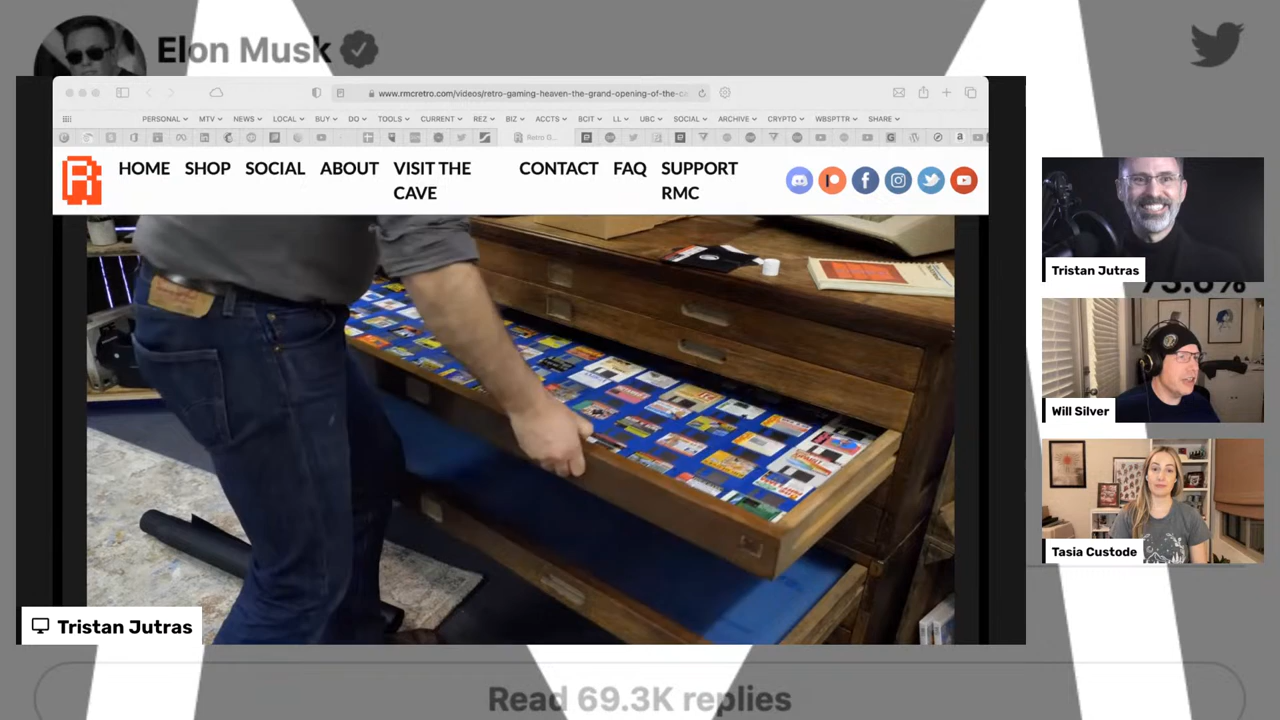 Elon Musk
www.rmcretro.com/videos/retro-gaming-heaven-the-grand-opening-of-the-ca
PERSONAL MTV NEWS LOCAL BUY DO TOOLS CURRENT REZ BIZ ACCTS BCIT LL UBC SOCIAL ARCHIVE CRYPTO WBSPTTR SHARE
Retro G...
HOME SHOP SOCIAL ABOUT VISIT THE CAVE CONTACT FAQ SUPPORT RMC
Tristan Jutras
73.6%
Will Silver
Tasia Custode
Tristan Jutras
Read 69.3K replies